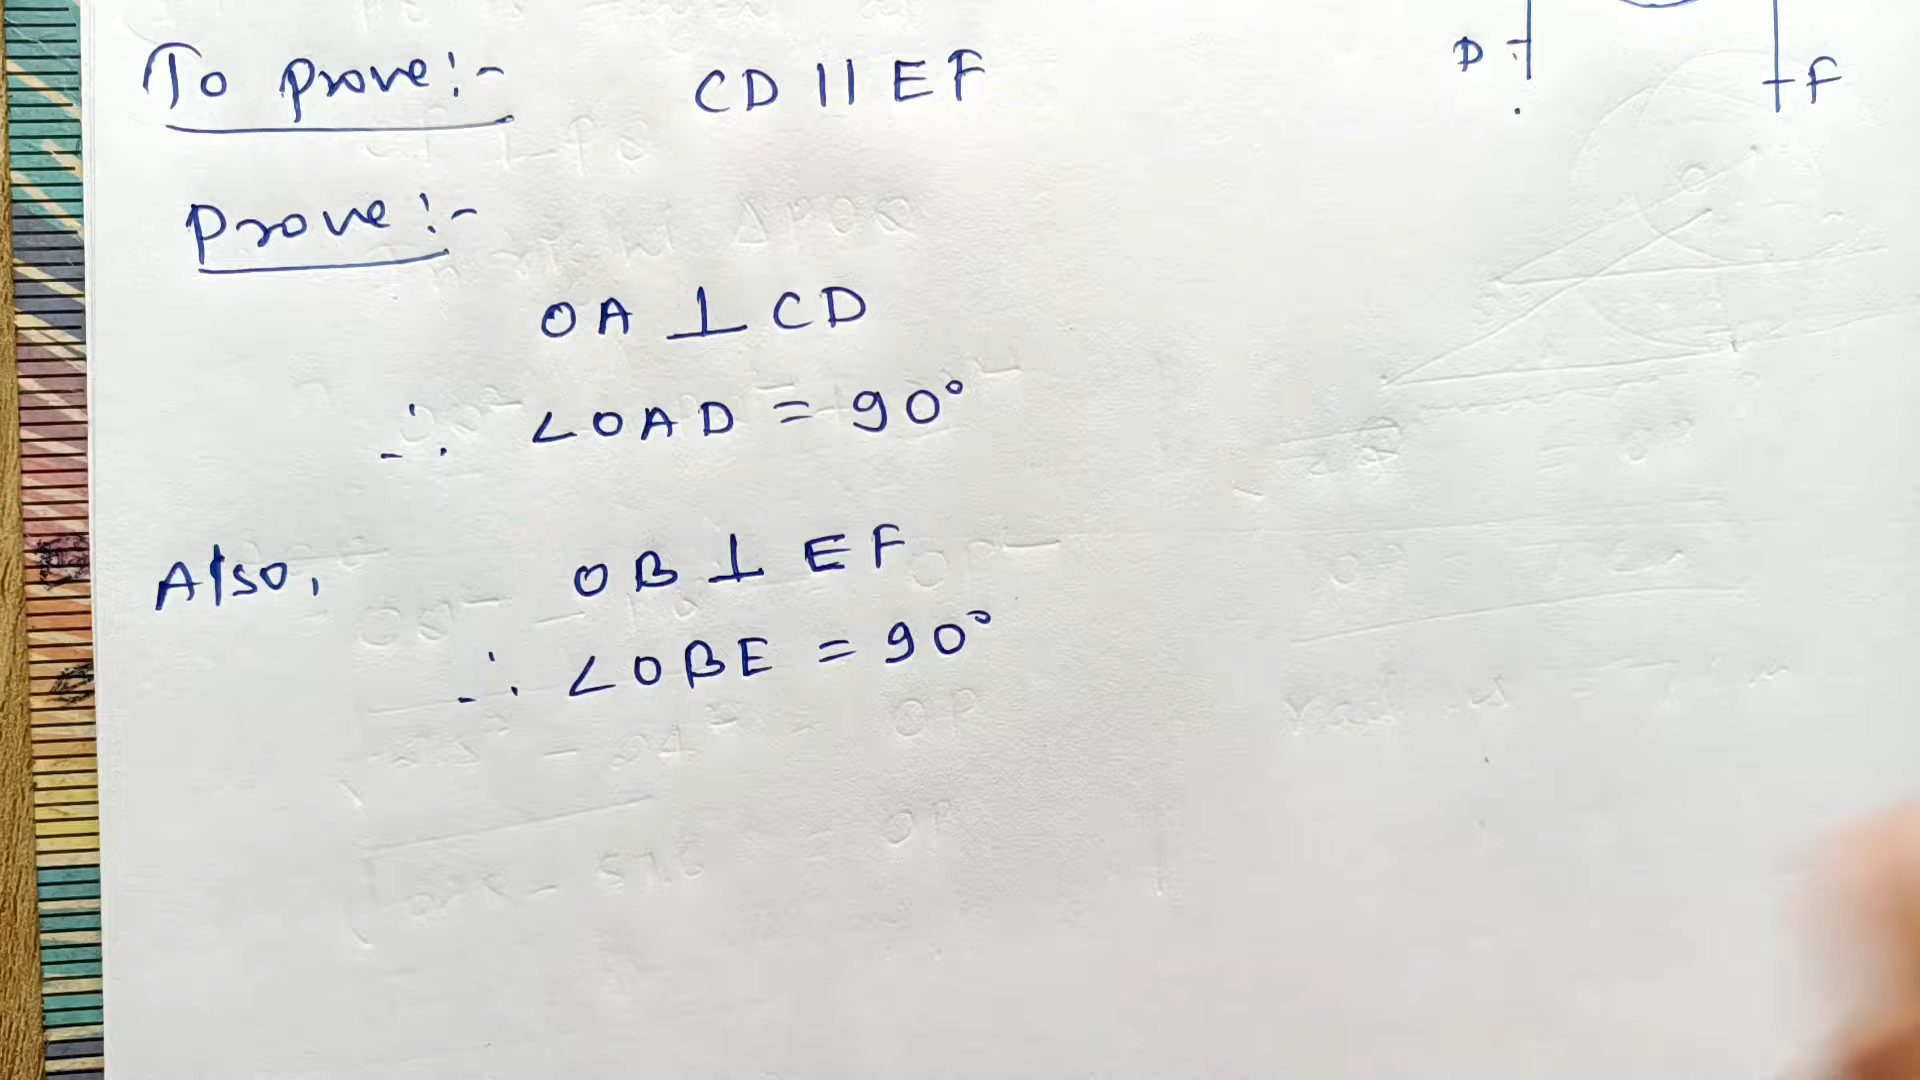 To prove:- CD || EF
D
F
Prove:-
OA ⊥ CD
∴ ∠OAD = 90°
Also, OB ⊥ EF
∴ ∠OBE = 90°